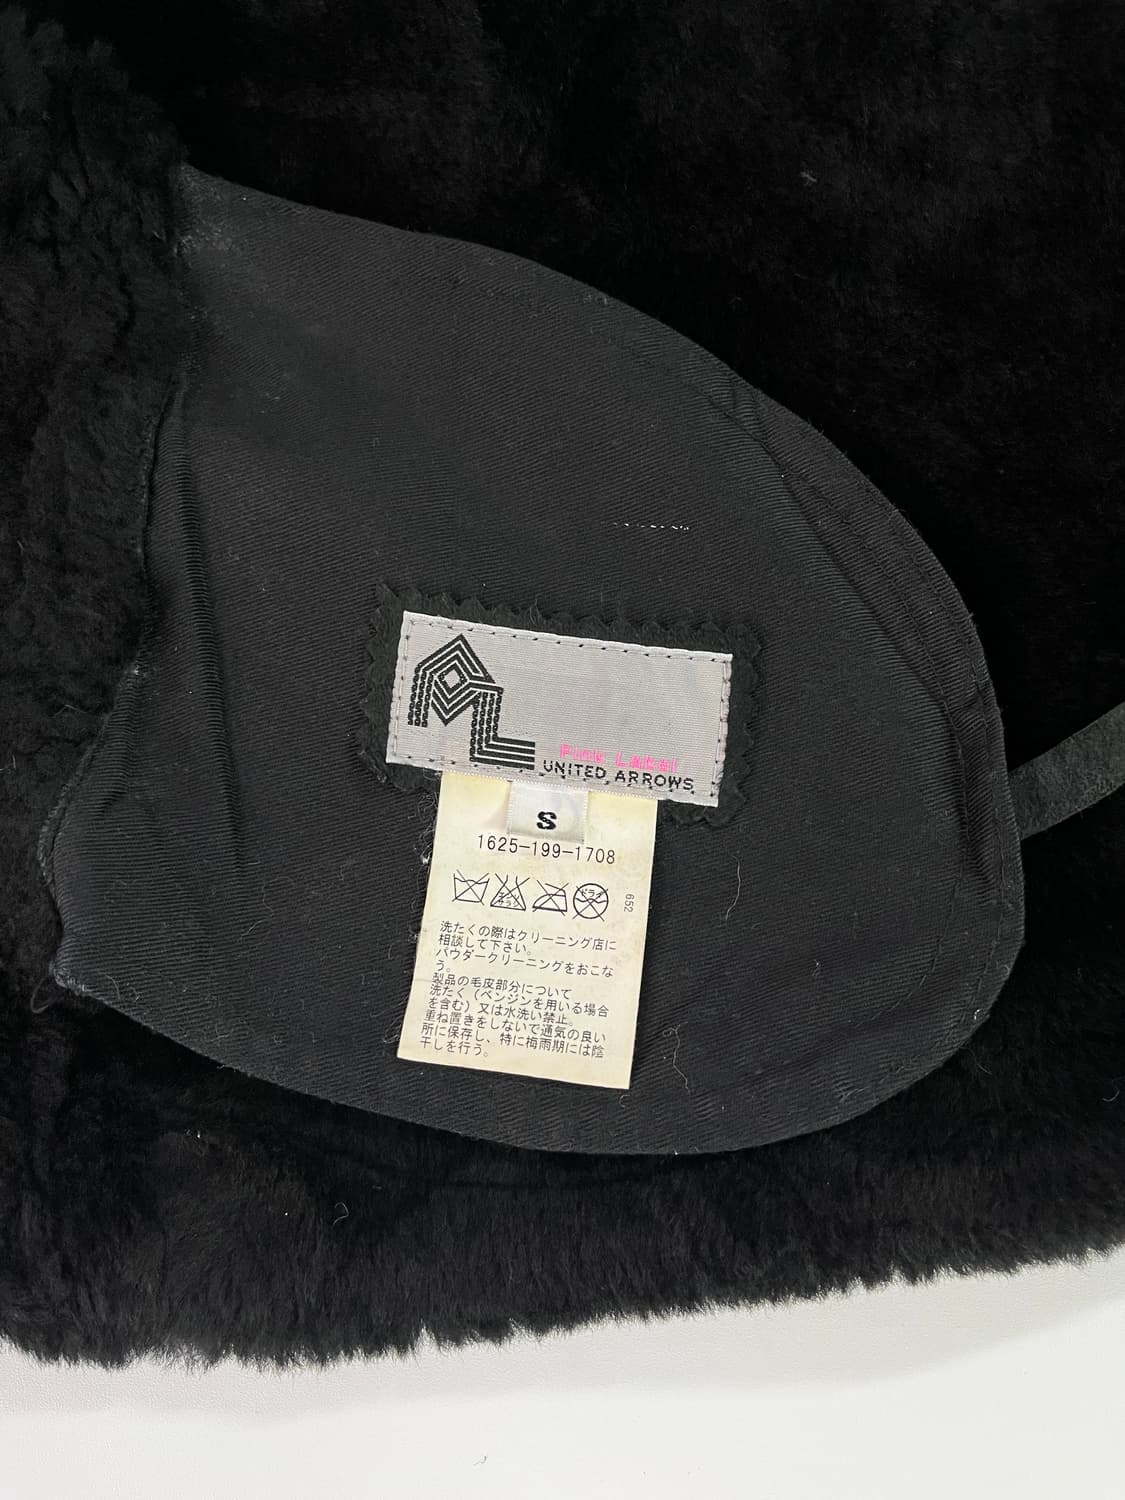 Pink Label
UNITED ARROWS
S
1625-199-1708
ドライ
652
洗たくの際はクリーニング店に
相談して下さい。
パウダークリーニングをおこな
う。
製品の毛皮部分について
洗たく（ベンジンを用いる場合
を含む）又は水洗い禁止。
重ね置きをしないで通気の良い
所に保存し、特に梅雨期には陰
干しを行う。